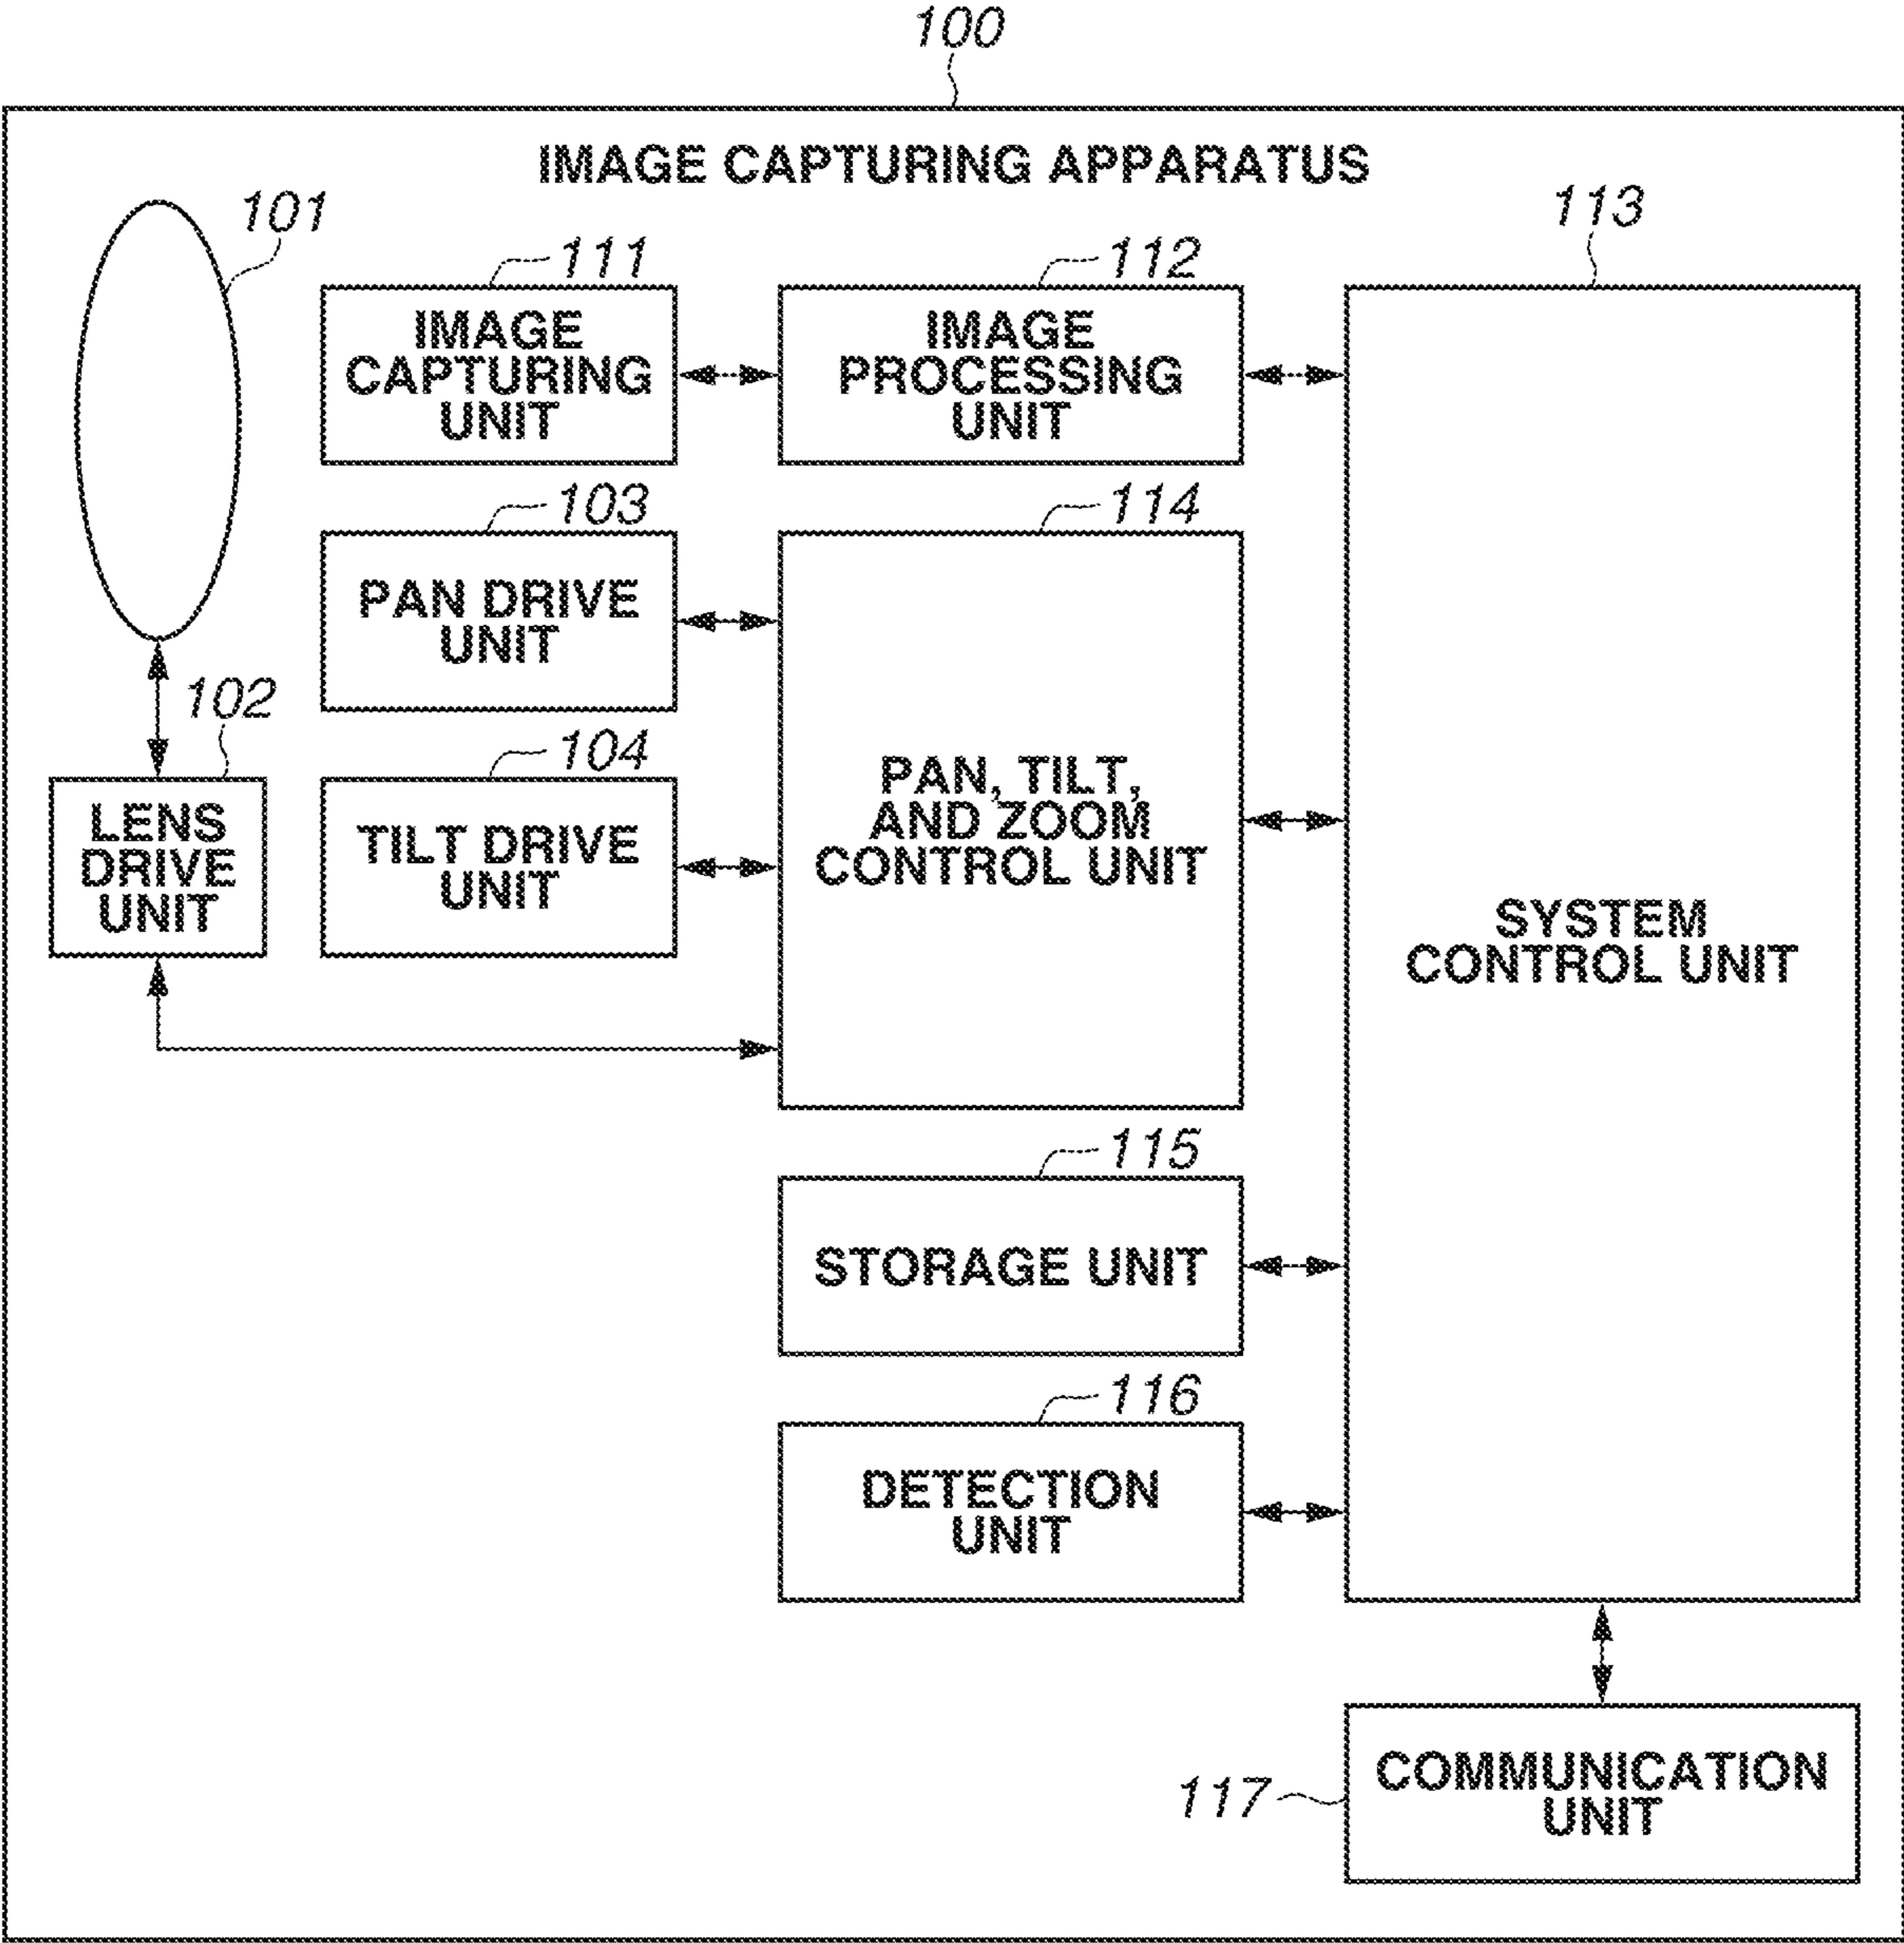 100
IMAGE CAPTURING APPARATUS
101
111
IMAGE
CAPTURING
UNIT
112
IMAGE
PROCESSING
UNIT
113
SYSTEM
CONTROL UNIT
103
PAN DRIVE
UNIT
114
PAN, TILT,
AND ZOOM
CONTROL UNIT
102
LENS
DRIVE
UNIT
104
TILT DRIVE
UNIT
115
STORAGE UNIT
116
DETECTION
UNIT
117
COMMUNICATION
UNIT